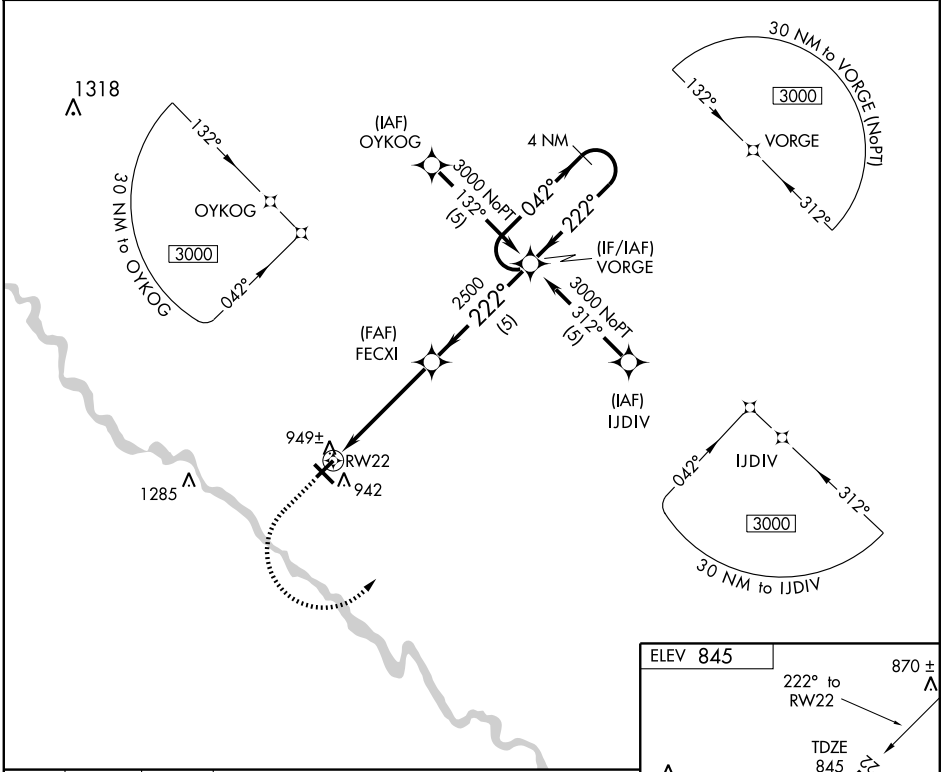 1318
132°
OYKOG
30 NM to OYKOG
3000
042°
(IAF)
OYKOG
3000 NoPT
132°
(5)
4 NM
042°
222°
(IF/IAF)
VORGE
30 NM to VORGE (NoPT)
132°
3000
VORGE
312°
2500
222°
(5)
3000 NoPT
312°
(5)
(FAF)
FECXI
(IAF)
IJDIV
949±
RW22
942
1285
042°
IJDIV
312°
3000
30 NM to IJDIV
ELEV 845
870 ±
222° to
RW22
TDZE
845
22